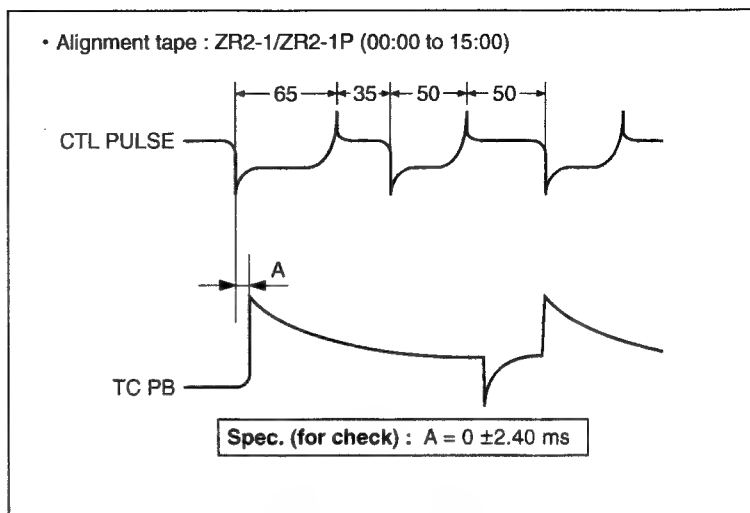 • Alignment tape : ZR2-1/ZR2-1P (00:00 to 15:00)
65 35 50 50
CTL PULSE
A
TC PB
Spec. (for check) : A = 0 ±2.40 ms